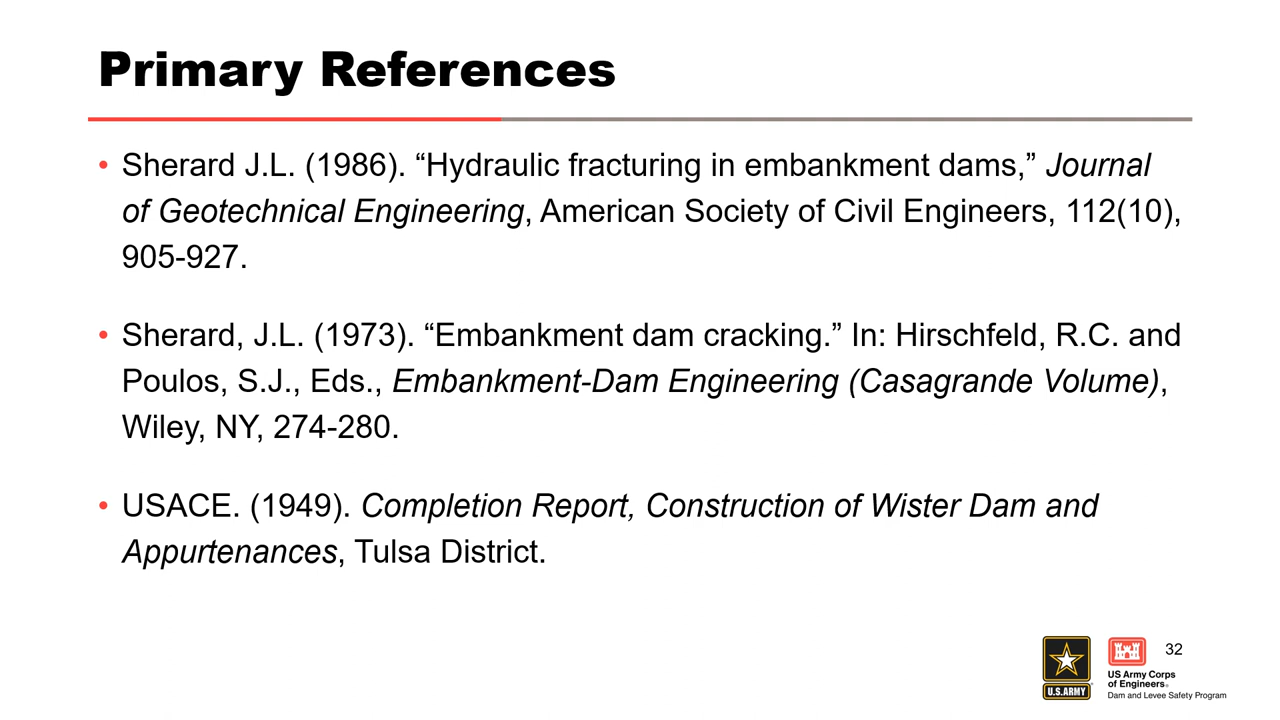 Primary References
• Sherard J.L. (1986). “Hydraulic fracturing in embankment dams,” Journal
of Geotechnical Engineering, American Society of Civil Engineers, 112(10),
905-927.
• Sherard, J.L. (1973). “Embankment dam cracking.” In: Hirschfeld, R.C. and
Poulos, S.J., Eds., Embankment-Dam Engineering (Casagrande Volume),
Wiley, NY, 274-280.
• USACE. (1949). Completion Report, Construction of Wister Dam and
Appurtenances, Tulsa District.
U.S.ARMY
US Army Corps
of Engineers®
Dam and Levee Safety Program
32